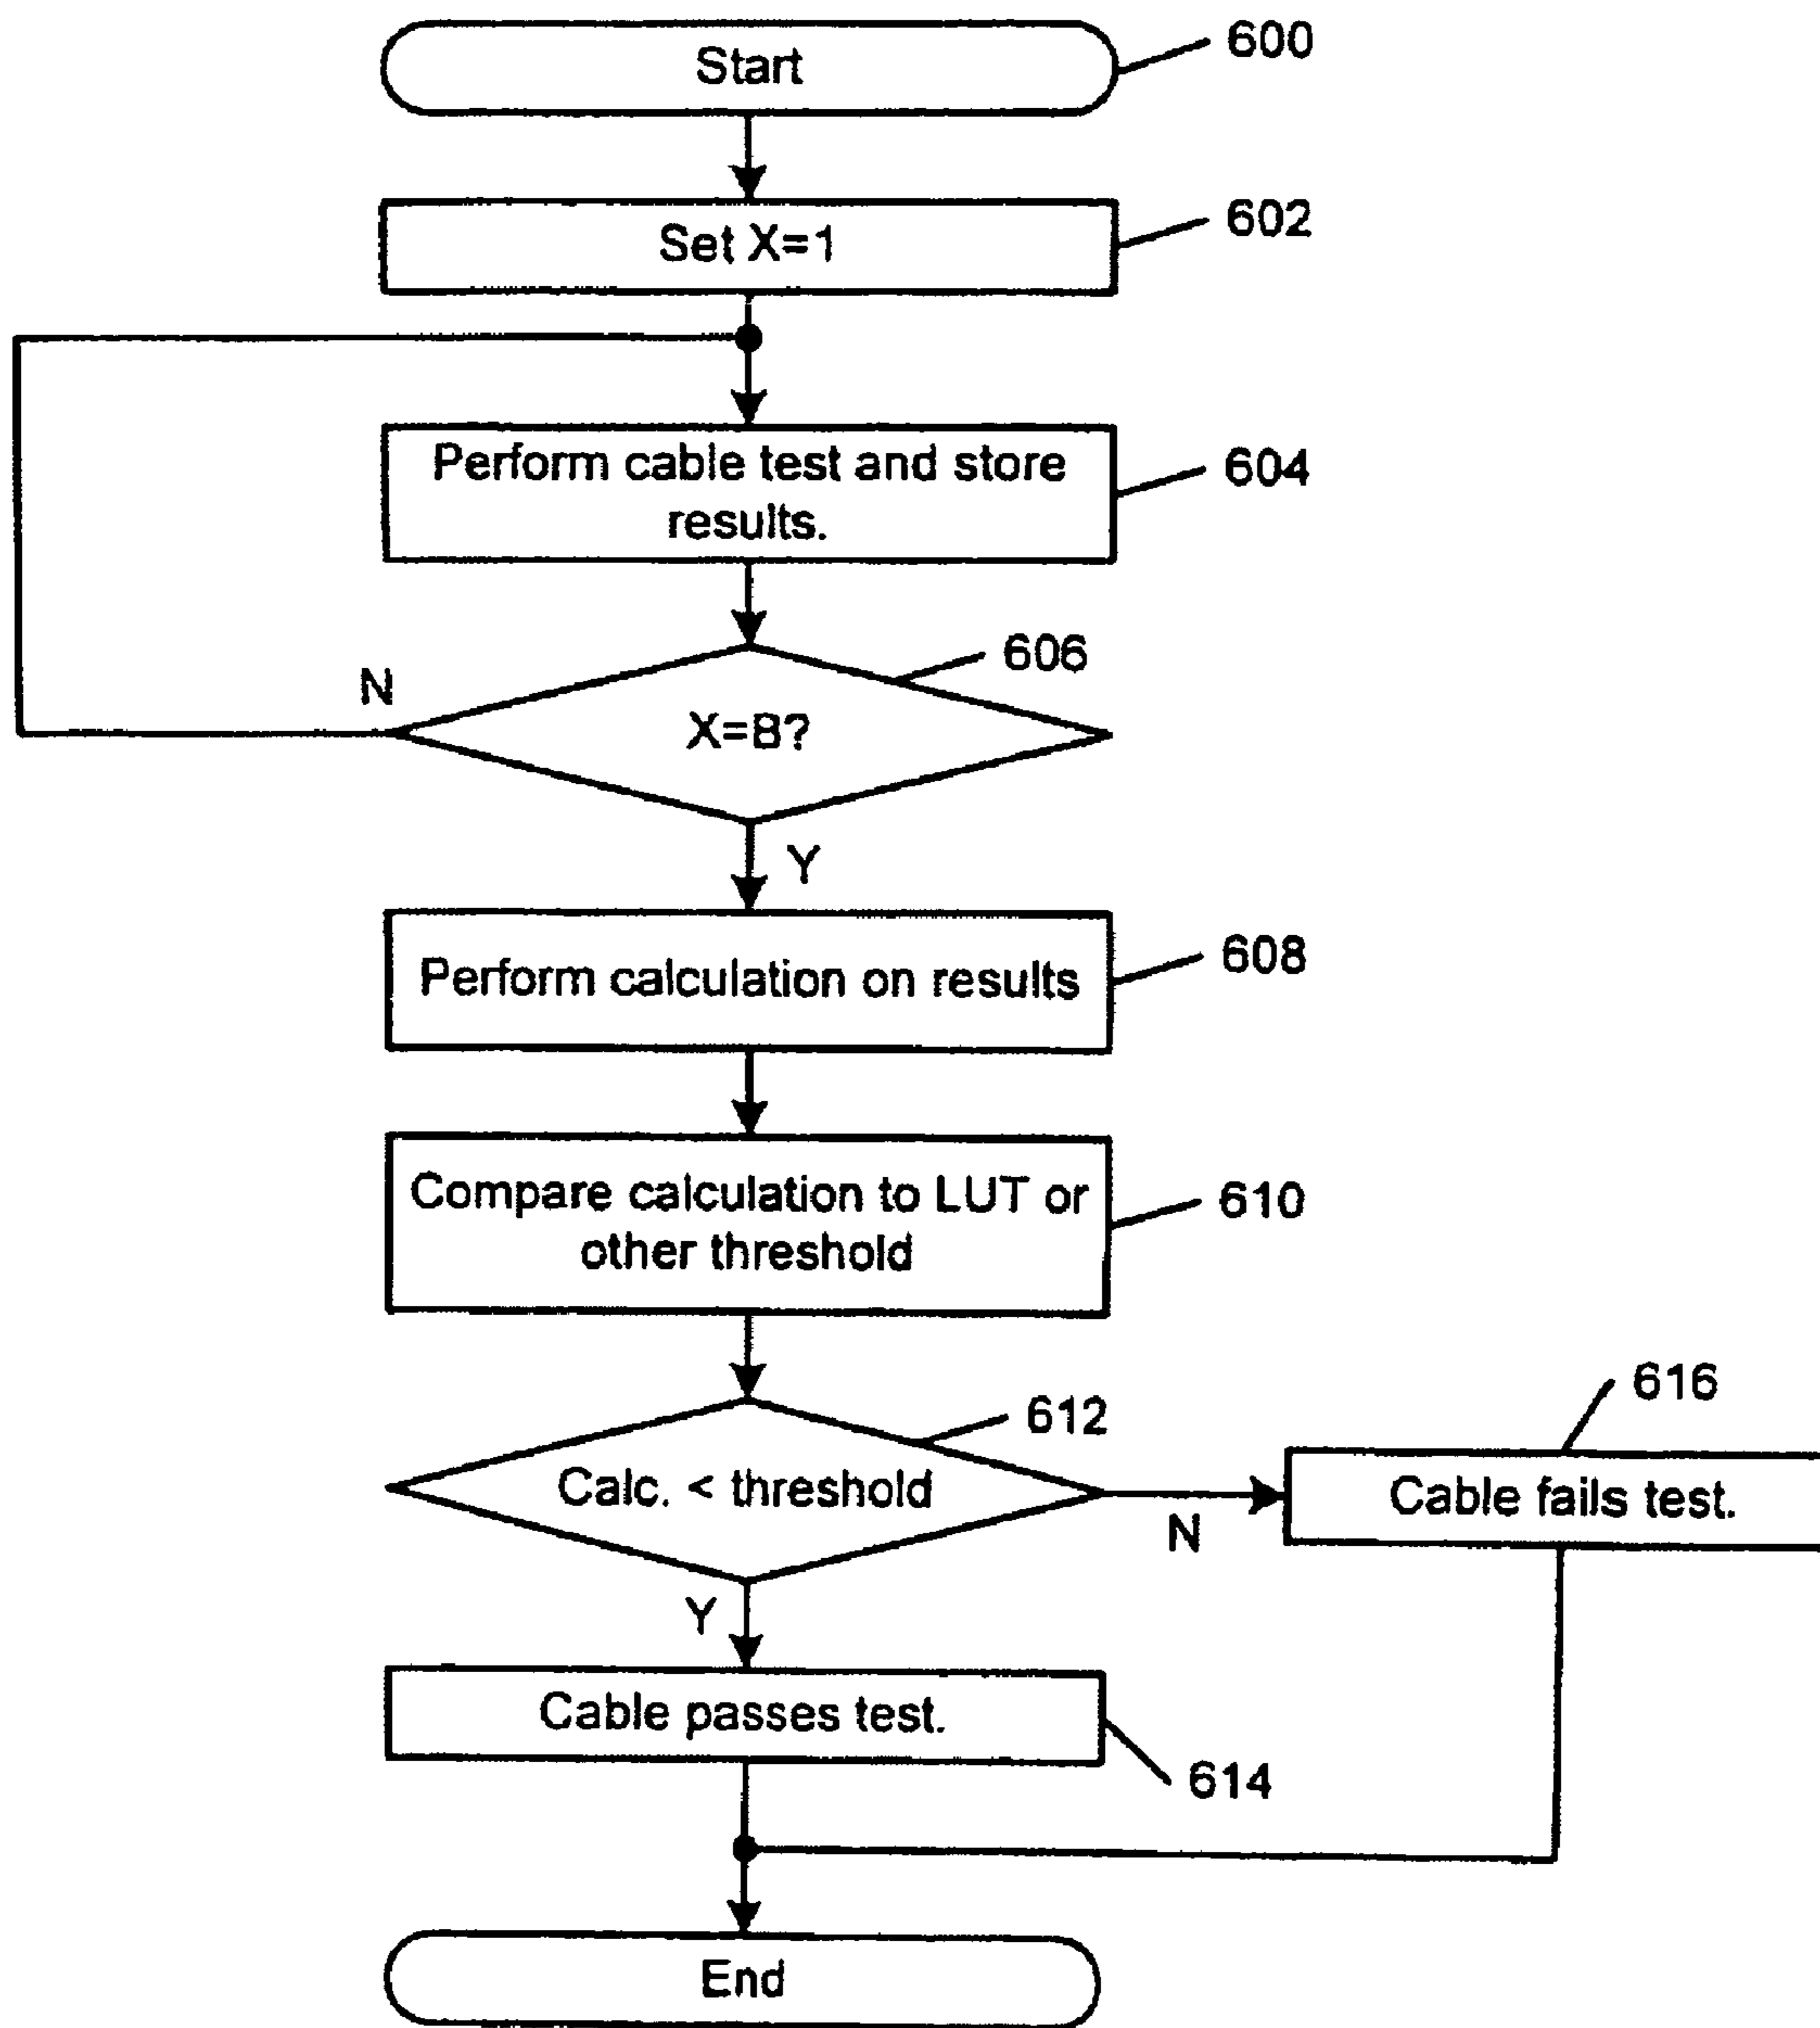 Start
600
Set X=1
602
Perform cable test and store
results.
604
606
N
X=B?
Y
Perform calculation on results
608
Compare calculation to LUT or
other threshold
610
612
Calc. < threshold
N
616
Cable fails test.
Y
Cable passes test.
614
End